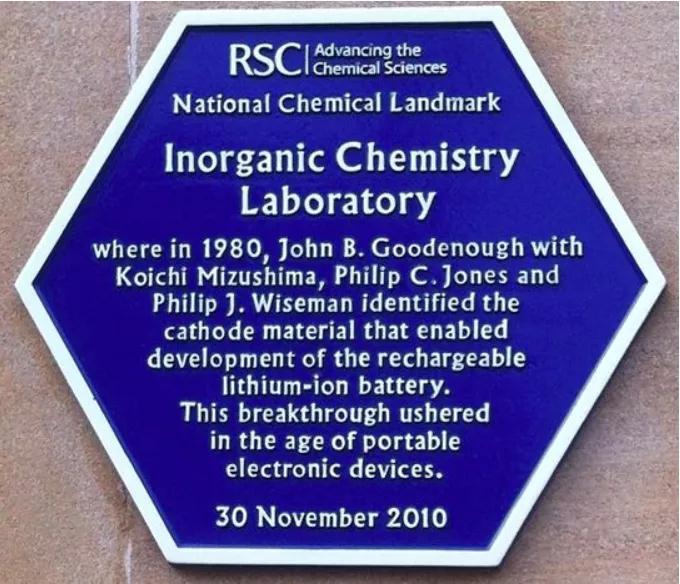 RSC Advancing the
Chemical Sciences
National Chemical Landmark
Inorganic Chemistry
Laboratory
where in 1980, John B. Goodenough with
Koichi Mizushima, Philip C. Jones and
Philip J. Wiseman identified the
cathode material that enabled
development of the rechargeable
lithium-ion battery.
This breakthrough ushered
in the age of portable
electronic devices.
30 November 2010